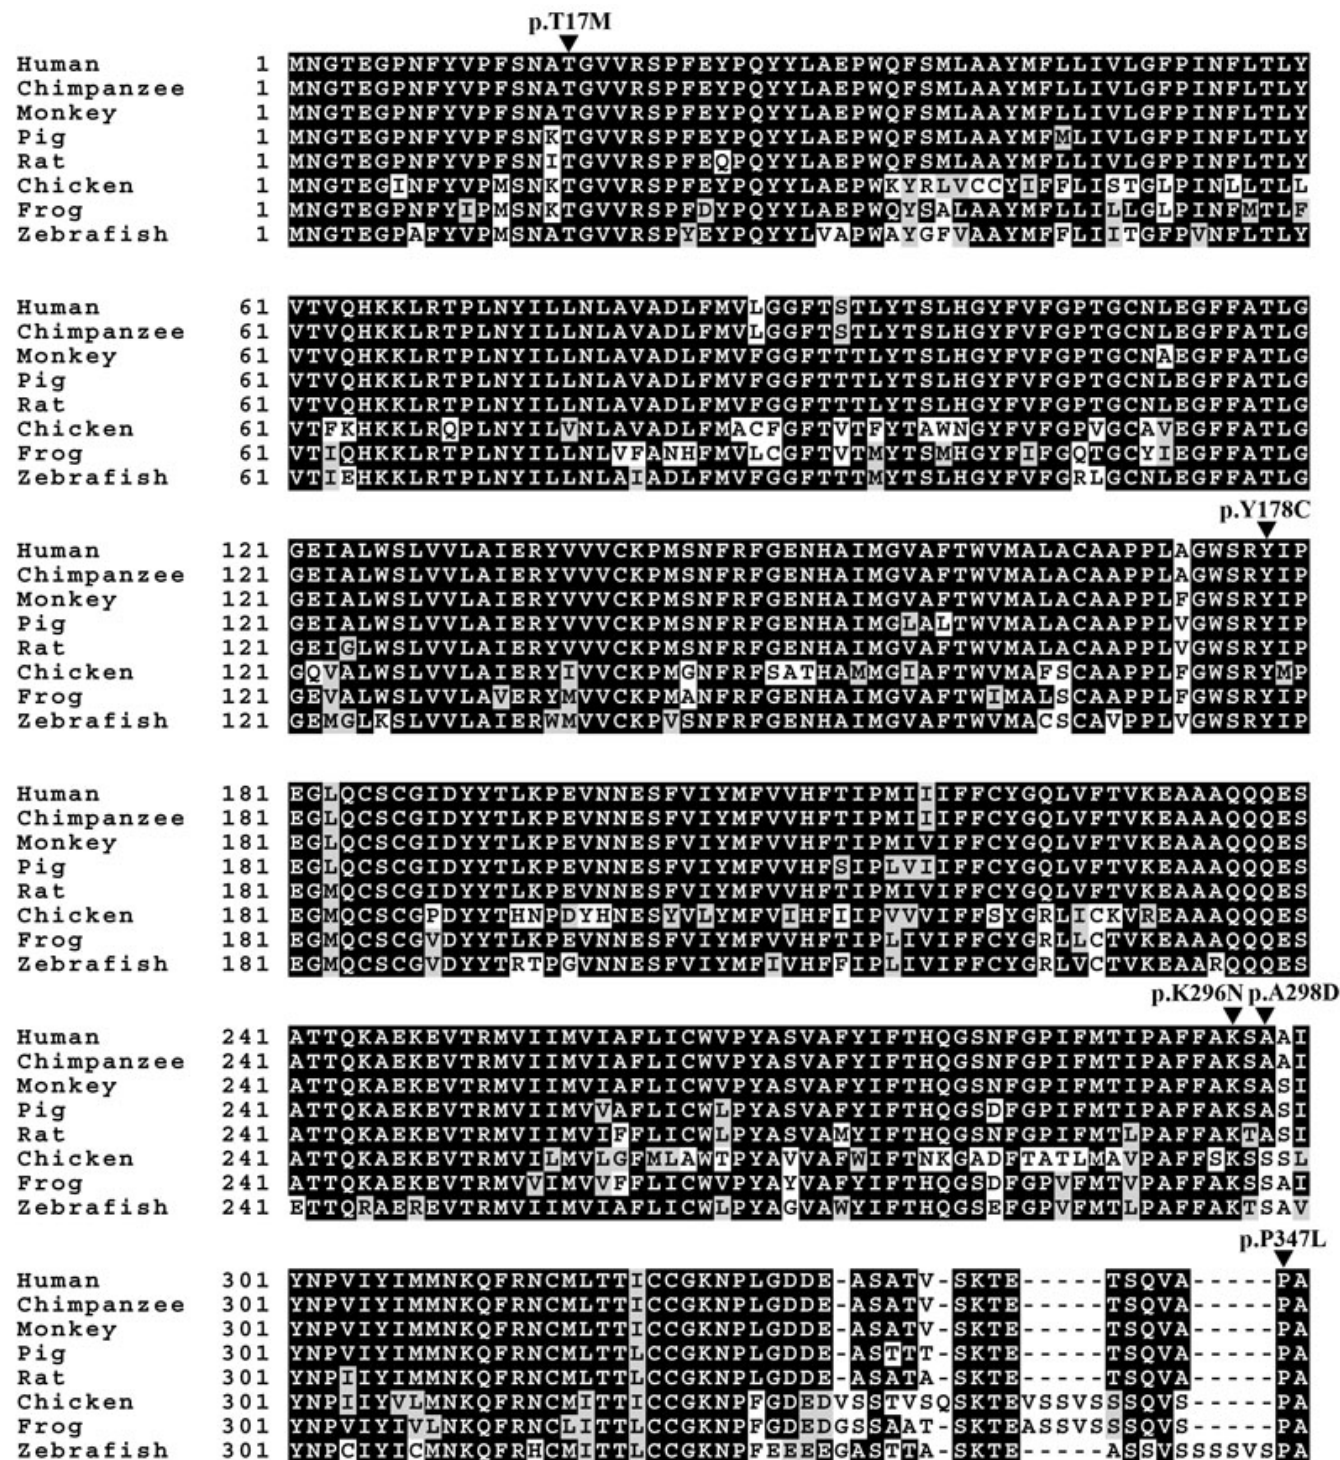 p.T17M
Human 1 MNGTEGPNFYVPFSNATGVVRSPFEYPQYYLAEPWQFSMLAAYMFLLIVLGFPINFLTLY
Chimpanzee 1 MNGTEGPNFYVPFSNATGVVRSPFEYPQYYLAEPWQFSMLAAYMFLLIVLGFPINFLTLY
Monkey 1 MNGTEGPNFYVPFSNATGVVRSPFEYPQYYLAEPWQFSMLAAYMFLLIVLGFPINFLTLY
Pig 1 MNGTEGPNFYVPFSNKTGVVRSPFEYPQYYLAEPWQFSMLAAYMFMLIVLGFPINFLTLY
Rat 1 MNGTEGPNFYVPFSNITGVVRSPFEQPQYYLAEPWQFSMLAAYMFLLIVLGFPINFLTLY
Chicken 1 MNGTEGINFYVPMSNKTGVVRSPFEYPQYYLAEPWKYRLVCCYIFFLISTGLPINLLTLL
Frog 1 MNGTEGPNFYIPMSNKTGVVRSPFDYPQYYLAEPWQYSALAAYMFLLILLGLPINFMTLF
Zebrafish 1 MNGTEGPAFYVPMSNATGVVRSPYEYPQYYLVAPWAYGFVAAYMFFLIITGFPVNFLTLY
Human 61 VTVQHKKLRTPLNYILLNLAVADLFMVLGGFTSTLYTSLHGYFVFGPTGCNLEGFFATLG
Chimpanzee 61 VTVQHKKLRTPLNYILLNLAVADLFMVLGGFTSTLYTSLHGYFVFGPTGCNLEGFFATLG
Monkey 61 VTVQHKKLRTPLNYILLNLAVADLFMVFGGFTTTLYTSLHGYFVFGPTGCNAEGFFATLG
Pig 61 VTVQHKKLRTPLNYILLNLAVADLFMVFGGFTTTLYTSLHGYFVFGPTGCNLEGFFATLG
Rat 61 VTVQHKKLRTPLNYILLNLAVADLFMVFGGFTTTLYTSLHGYFVFGPTGCNLEGFFATLG
Chicken 61 VTFKHKKLRQPLNYILVNLAVADLFMACFGFTVTFYTAWNGYFVFGPVGCAVEGFFATLG
Frog 61 VTIQHKKLRTPLNYILLNLVFANHFMVLCGFTVTMYTSMHGYFIFGQTGCYIEGFFATLG
Zebrafish 61 VTIEHKKLRTPLNYILLNLAIADLFMVFGGFTTTMYTSLHGYFVFGRLGCNLEGFFATLG
p.Y178C
Human 121 GEIALWSLVVLAIERYVVVCKPMSNFRFGENHAIMGVAFTWVMALACAAPPLAGWSRYIP
Chimpanzee 121 GEIALWSLVVLAIERYVVVCKPMSNFRFGENHAIMGVAFTWVMALACAAPPLAGWSRYIP
Monkey 121 GEIALWSLVVLAIERYVVVCKPMSNFRFGENHAIMGVAFTWVMALACAAPPLFGWSRYIP
Pig 121 GEIALWSLVVLAIERYVVVCKPMSNFRFGENHAIMGLALTWVMALACAAPPLVGWSRYIP
Rat 121 GEIGLWSLVVLAIERYVVVCKPMSNFRFGENHAIMGVAFTWVMALACAAPPLVGWSRYIP
Chicken 121 GQVALWSLVVLAIERYIVVCKPMGNFRFSATHAMMGIAFTWVMAFSCAAPPLFGWSRYMP
Frog 121 GEVALWSLVVLAVERYMVVCKPMANFRFGENHAIMGVAFTWIMALSCAAPPLFGWSRYIP
Zebrafish 121 GEMGLKSLVVLAIERWMVVCKPVSNFRFGENHAIMGVAFTWVMACSCAVPPLVGWSRYIP
Human 181 EGLQCSCGIDYYTLKPEVNNESFVIYMFVVHFTIPMIIIFFCYGQLVFTVKEAAAQQQES
Chimpanzee 181 EGLQCSCGIDYYTLKPEVNNESFVIYMFVVHFTIPMIIIFFCYGQLVFTVKEAAAQQQES
Monkey 181 EGLQCSCGIDYYTLKPEVNNESFVIYMFVVHFTIPMIVIFFCYGQLVFTVKEAAAQQQES
Pig 181 EGLQCSCGIDYYTLKPEVNNESFVIYMFVVHFSIPLVIIFFCYGQLVFTVKEAAAQQQES
Rat 181 EGMQCSCGIDYYTLKPEVNNESFVIYMFVVHFTIPMIVIFFCYGQLVFTVKEAAAQQQES
Chicken 181 EGMQCSCGPDYYTHNPDYHNESYVLYMFVIHFIIPVVVIFFSYGRLICKVREAAAQQQES
Frog 181 EGMQCSCGVDYYTLKPEVNNESFVIYMFVVHFTIPLIVIFFCYGRLLCTVKEAAAQQQES
Zebrafish 181 EGMQCSCGVDYYTRTPGVNNESFVIYMFIVHFFIPLIVIFFCYGRLVCTVKEAARQQQES
p.K296N p.A298D
Human 241 ATTQKAEKEVTRMVIIMVIAFLICWVPYASVAFYIFTHQGSNFGPIFMTIPAFFAKSAAI
Chimpanzee 241 ATTQKAEKEVTRMVIIMVIAFLICWVPYASVAFYIFTHQGSNFGPIFMTIPAFFAKSAAI
Monkey 241 ATTQKAEKEVTRMVIIMVIAFLICWVPYASVAFYIFTHQGSNFGPIFMTIPAFFAKSASI
Pig 241 ATTQKAEKEVTRMVIIMVVAFLICWLPYASVAFYIFTHQGSDFGPIFMTIPAFFAKSASI
Rat 241 ATTQKAEKEVTRMVIIMVIFFLICWLPYASVAMYIFTHQGSNFGPIFMTLPAFFAKTASI
Chicken 241 ATTQKAEKEVTRMVILMVLGFMLAWTPYAVVAFWIFTNKGADFTATLMAVPAFFSKSSSL
Frog 241 ATTQKAEKEVTRMVVIMVVFFLICWVPYAYVAFYIFTHQGSDFGPVFMTVPAFFAKSSAI
Zebrafish 241 ETTQRAEREVTRMVIIMVIAFLICWLPYAGVAWYIFTHQGSEFGPVFMTLPAFFAKTSAV
p.P347L
Human 301 YNPVIYIMMNKQFRNCMLTTICCGKNPLGDDE-ASATV-SKTE-----TSQVA-----PA
Chimpanzee 301 YNPVIYIMMNKQFRNCMLTTICCGKNPLGDDE-ASATV-SKTE-----TSQVA-----PA
Monkey 301 YNPVIYIMMNKQFRNCMLTTLCCGKNPLGDDE-ASATV-SKTE-----TSQVA-----PA
Pig 301 YNPVIYIMMNKQFRNCMLTTLCCGKNPLGDDE-ASTTT-SKTE-----TSQVA-----PA
Rat 301 YNPIIYIMMNKQFRNCMLTTLCCGKNPLGDDE-ASATA-SKTE-----TSQVA-----PA
Chicken 301 YNPIIYVLMNKQFRNCMITTICCGKNPFGDEDVSSTVSQSKTEVSSVSSSQVS-----PA
Frog 301 YNPVIYIVLNKQFRNCLITTLCCGKNPFGDEDGSSAAT-SKTEASSVSSSQVS-----PA
Zebrafish 301 YNPCIYICMNKQFRHCMITTLCCGKNPFEEEEGASTTA-SKTE-----ASSVSSSSVSPA